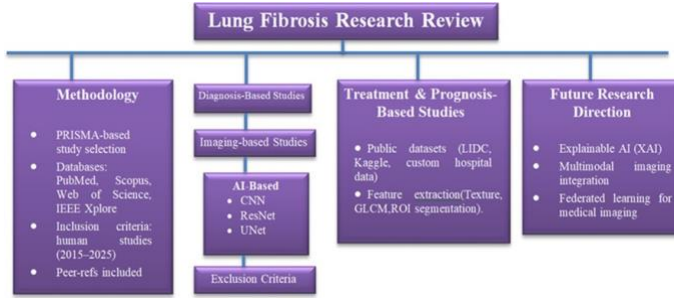 Lung Fibrosis Research Review
Methodology
PRISMA-based
study selection
Databases:
PubMed, Scopus,
Web of Science,
IEEE Xplore
Inclusion criteria:
human studies
(2015–2025)
Peer-refs included
Diagnosis-Based Studies
Imaging-based Studies
AI-Based
CNN
ResNet
UNet
Exclusion Criteria
Treatment & Prognosis-
Based Studies
Public datasets (LIDC,
Kaggle, custom hospital
data)
Feature extraction(Texture,
GLCM,ROI segmentation).
Future Research
Direction
Explainable AI (XAI)
Multimodal imaging
integration
Federated learning for
medical imaging